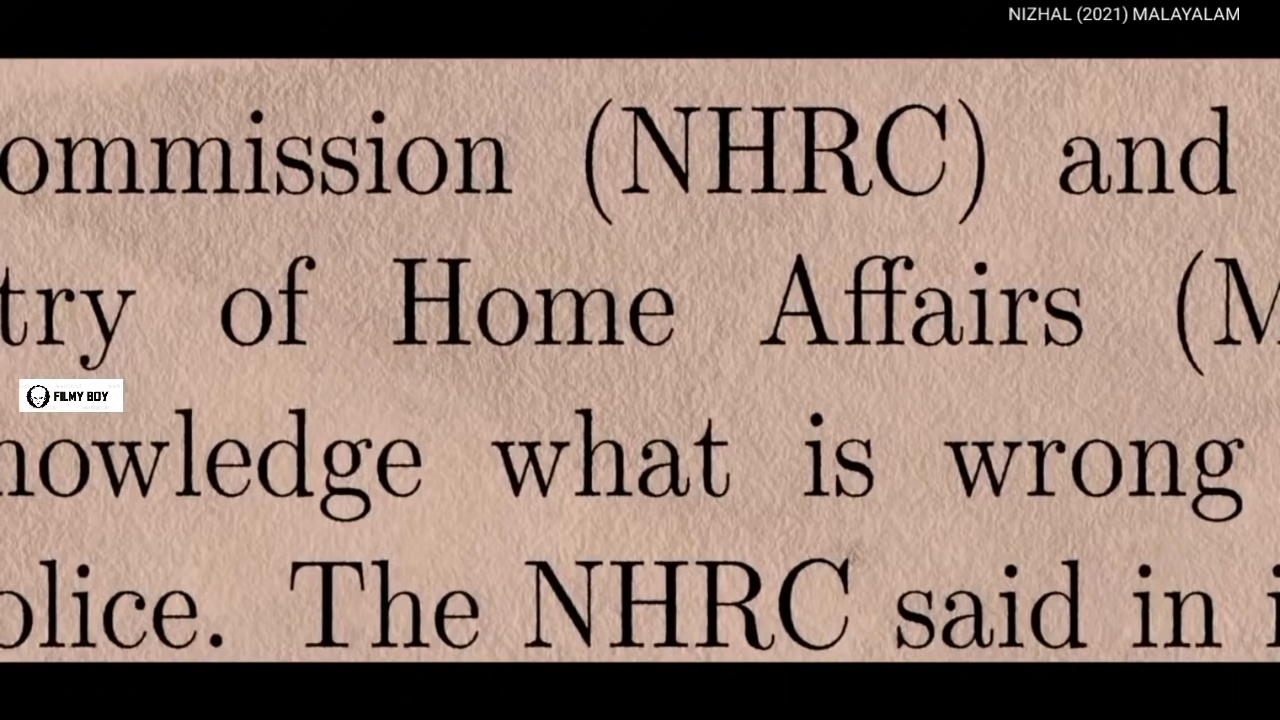 NIZHAL (2021) MALAYALAM
ommission (NHRC) and
try of Home Affairs (M
nowledge what is wrong
FILMY BOY
olice. The NHRC said in i